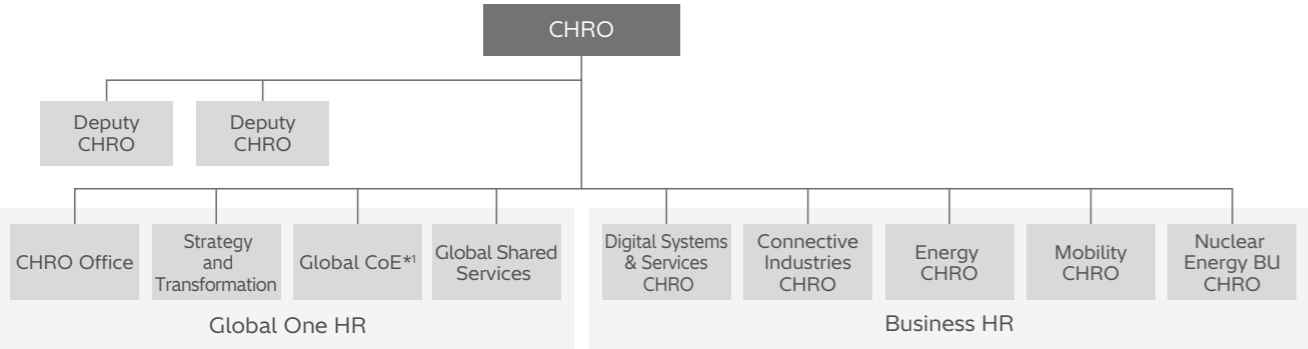 CHRO
Deputy
CHRO
Deputy
CHRO
CHRO Office
Strategy
and
Transformation
Global CoE*1
Global Shared
Services
Digital Systems
& Services
CHRO
Connective
Industries
CHRO
Energy
CHRO
Mobility
CHRO
Nuclear
Energy BU
CHRO
Global One HR
Business HR